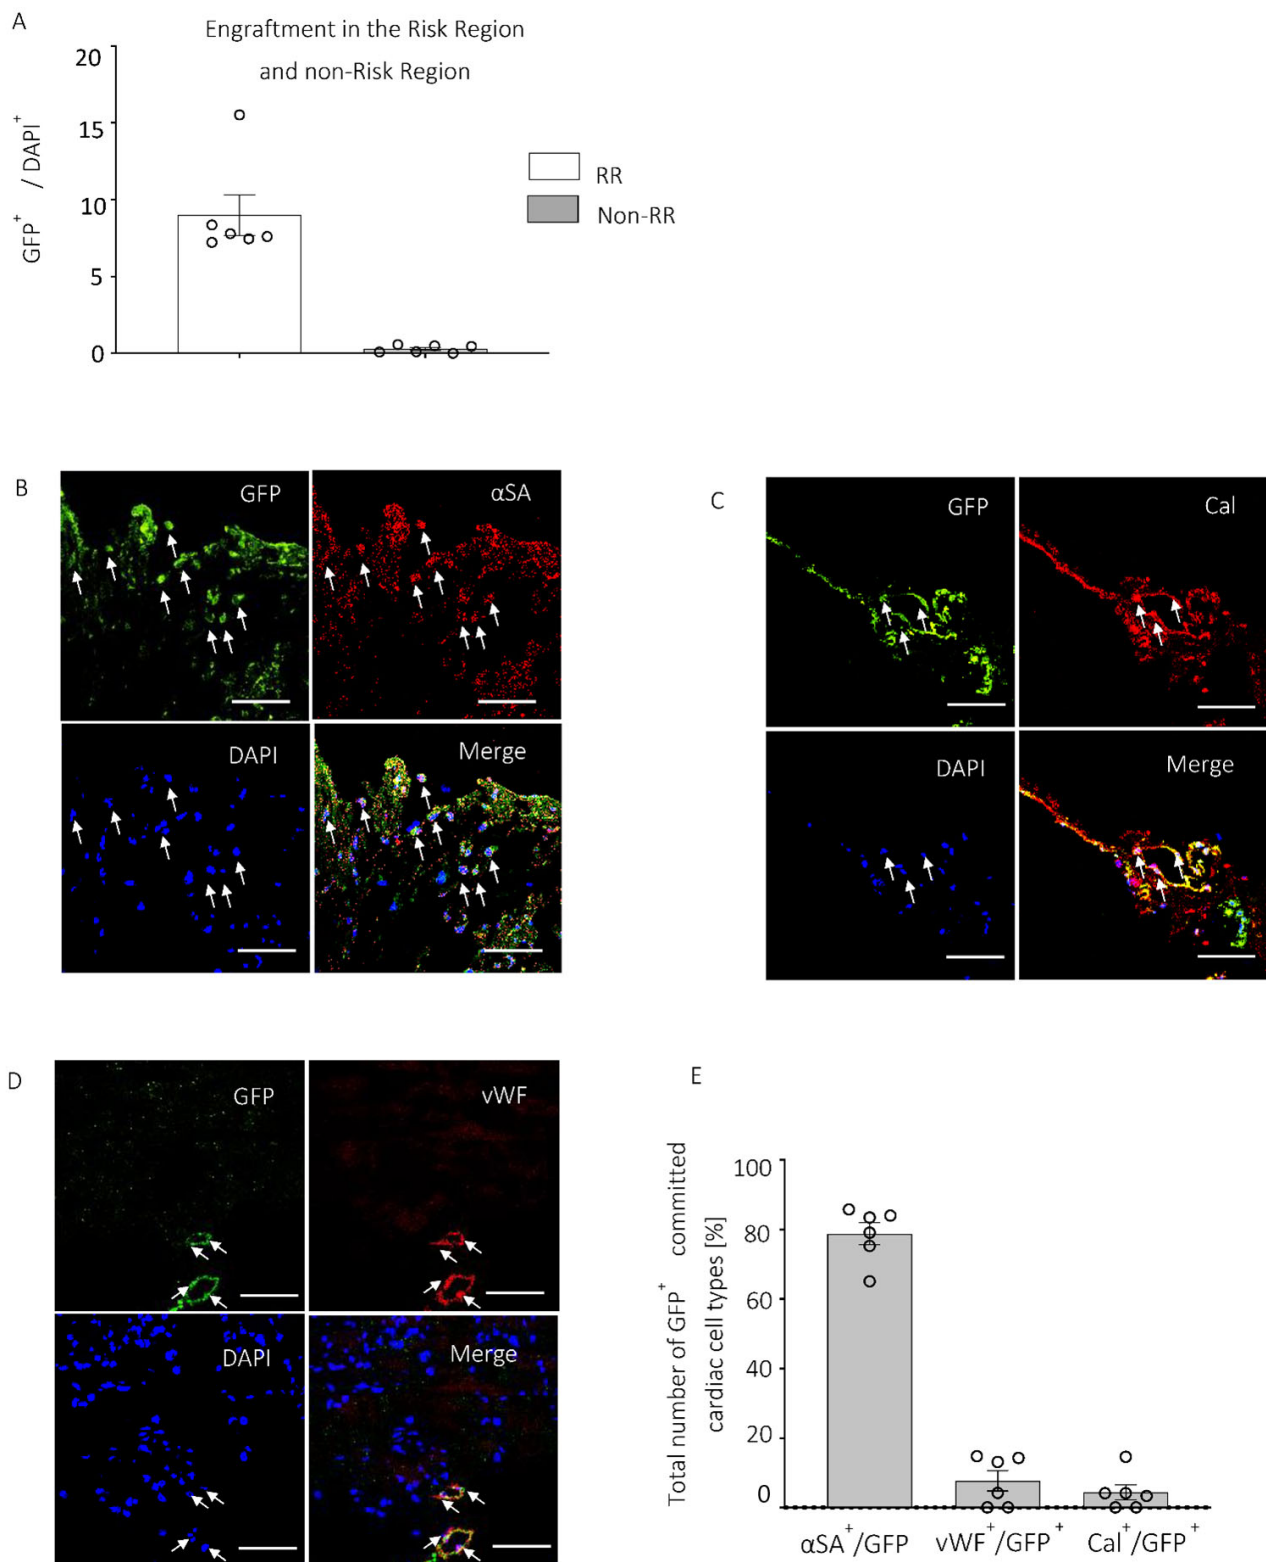 A
Engraftment in the Risk Region
and non-Risk Region
GFP⁺ / DAPI⁺
20
15
10
5
0
RR
Non-RR
B
GFP
αSA
DAPI
Merge
C
GFP
Cal
DAPI
Merge
D
GFP
vWF
DAPI
Merge
E
Total number of GFP⁺ committed
cardiac cell types [%]
100
80
60
40
20
0
αSA⁺/GFP
vWF⁺/GFP⁺
Cal⁺/GFP⁺